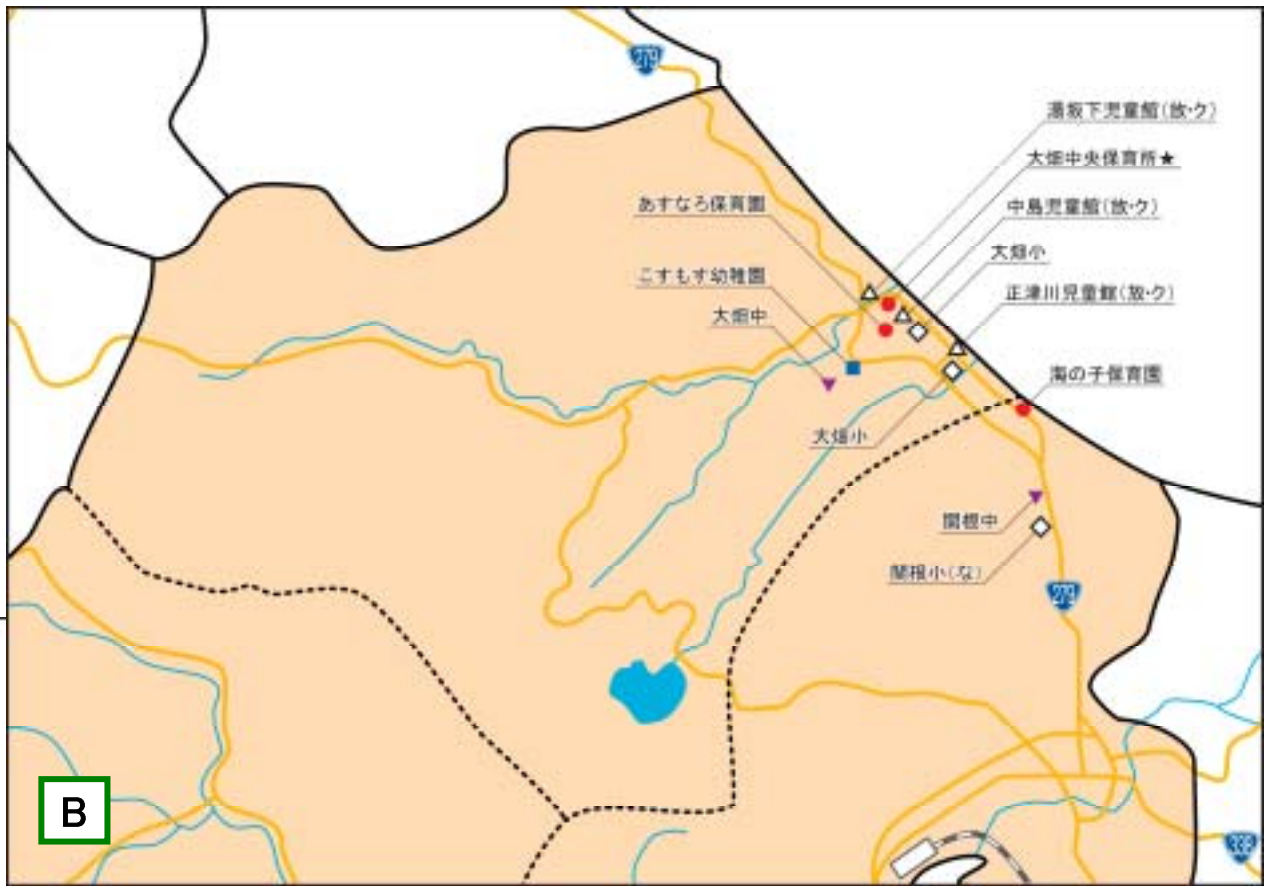 279
湯坂下児童館(放・ク)
大畑中央保育所★
あすなろ保育園
中島児童館(放・ク)
大畑小
こすもす幼稚園
正津川児童館(放・ク)
大畑中
海の子保育園
大畑小
関根中
関根小(な)
279
B
338